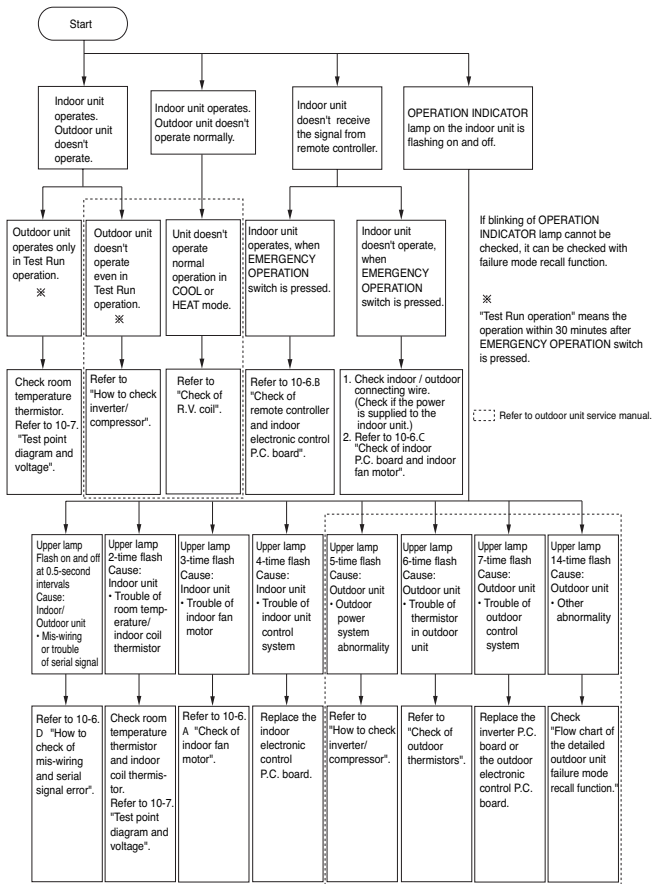 Start
Indoor unit
operates.
Outdoor unit
doesn't
operate.
Indoor unit operates.
Outdoor unit doesn't
operate normally.
Indoor unit
doesn't receive
the signal from
remote controller.
OPERATION INDICATOR
lamp on the indoor unit is
flashing on and off.
Outdoor unit
operates only
in Test Run
operation.
※
Outdoor unit
doesn't
operate
even in
Test Run
operation.
※
Unit doesn't
operate
normal
operation in
COOL or
HEAT mode.
Indoor unit
operates, when
EMERGENCY
OPERATION
switch is pressed.
Indoor unit
doesn't operate,
when
EMERGENCY
OPERATION
switch is pressed.
If blinking of OPERATION
INDICATOR lamp cannot be
checked, it can be checked with
failure mode recall function.
※
"Test Run operation" means the
operation within 30 minutes after
EMERGENCY OPERATION switch
is pressed.
Refer to outdoor unit service manual.
Check room
temperature
thermistor.
Refer to 10-7.
"Test point
diagram and
voltage".
Refer to
"How to check
inverter/
compressor".
Refer to
"Check of
R.V. coil".
Refer to 10-6.B
"Check of
remote controller
and indoor
electronic control
P.C. board".
1. Check indoor / outdoor
connecting wire.
(Check if the power
is supplied to the
indoor unit.)
2. Refer to 10-6.C
"Check of indoor
P.C. board and indoor
fan motor".
Upper lamp
Flash on and off
at 0.5-second
intervals
Cause:
Indoor/
Outdoor unit
• Mis-wiring
or trouble
of serial signal
Upper lamp
2-time flash
Cause:
Indoor unit
• Trouble of
room temp-
erature/
indoor coil
thermistor
Upper lamp
3-time flash
Cause:
Indoor unit
• Trouble of
indoor fan
motor
Upper lamp
4-time flash
Cause:
Indoor unit
• Trouble of
indoor unit
control
system
Upper lamp
5-time flash
Cause:
Outdoor unit
• Outdoor
power
system
abnormality
Upper lamp
6-time flash
Cause:
Outdoor unit
• Trouble of
thermistor
in outdoor
unit
Upper lamp
7-time flash
Cause:
Outdoor unit
• Trouble of
outdoor
control
system
Upper lamp
14-time flash
Cause:
Outdoor unit
• Other
abnormality
Refer to 10-6.
D "How to
check of
mis-wiring
and serial
signal error".
Check room
temperature
thermistor
and indoor
coil thermis-
tor.
Refer to 10-7.
"Test point
diagram and
voltage".
Refer to 10-6.
A "Check of
indoor fan
motor".
Replace the
indoor
electronic
control
P.C. board.
Refer to
"How to check
inverter/
compressor".
Refer to
"Check of
outdoor
thermistors".
Replace the
inverter P.C.
board or
the outdoor
electronic
control P.C.
board.
Check
"Flow chart of
the detailed
outdoor unit
failure mode
recall function."